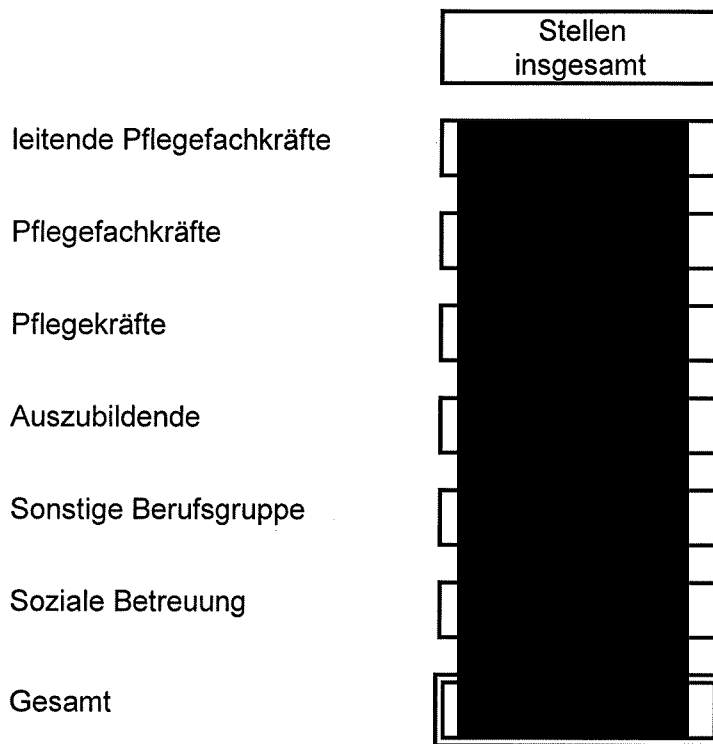 Stellen
insgesamt
leitende Pflegefachkräfte
Pflegefachkräfte
Pflegekräfte
Auszubildende
Sonstige Berufsgruppe
Soziale Betreuung
Gesamt